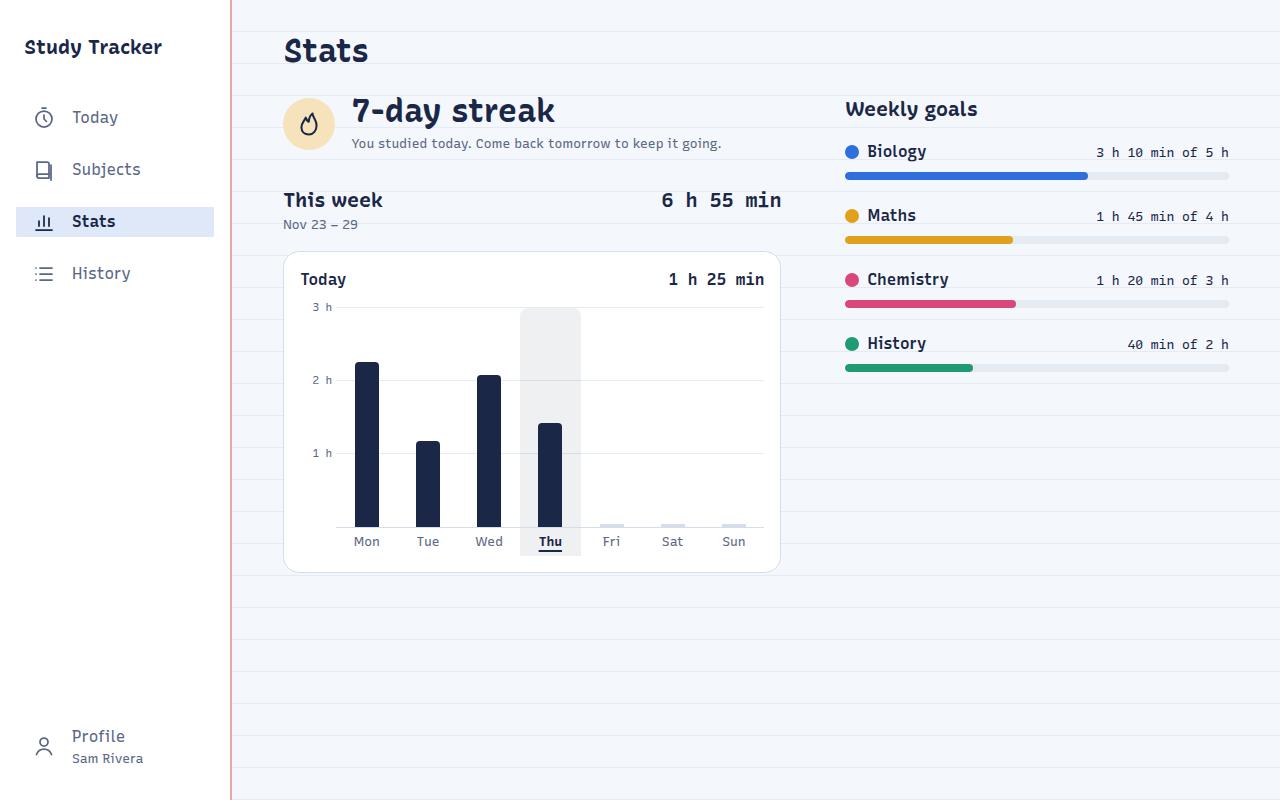 Study Tracker
Today
Subjects
Stats
History
Profile
Sam Rivera
Stats
7-day streak
You studied today. Come back tomorrow to keep it going.
This week
6 h 55 min
Nov 23 – 29
Today
1 h 25 min
3 h
2 h
1 h
Mon Tue Wed Thu Fri Sat Sun
Weekly goals
Biology
3 h 10 min of 5 h
Maths
1 h 45 min of 4 h
Chemistry
1 h 20 min of 3 h
History
40 min of 2 h